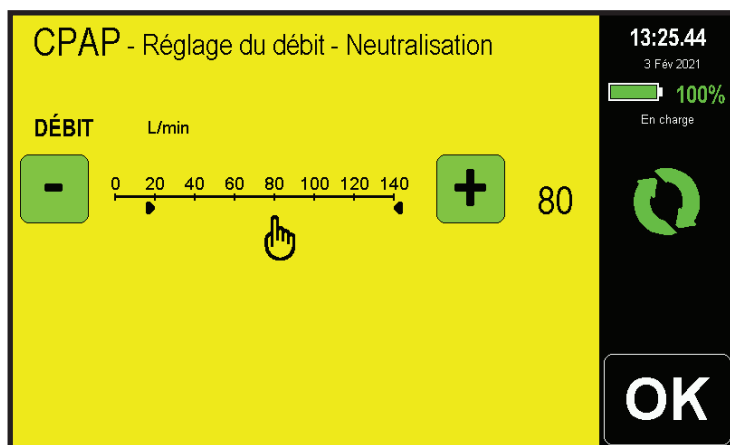 CPAP - Réglage du débit - Neutralisation
DÉBIT L/min
- 0 20 40 60 80 100 120 140 + 80
13:25.44
3 Fév 2021
100%
En charge
OK